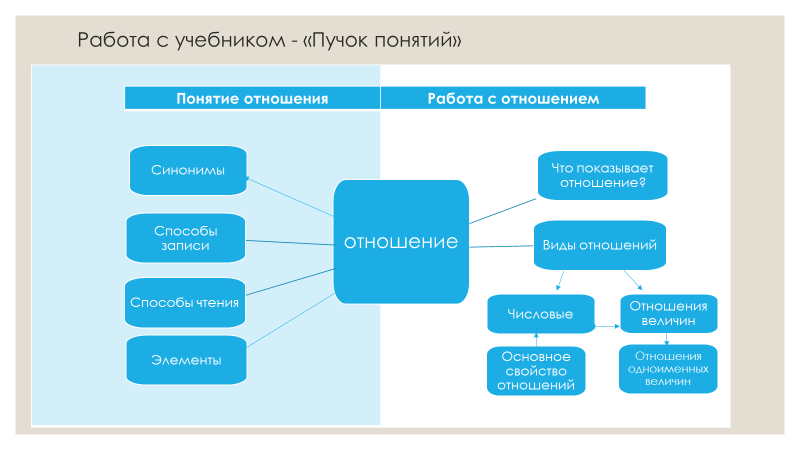 Работа с учебником - «Пучок понятий»
Понятие отношения
Работа с отношением
Синонимы
Способы
записи
Способы чтения
Элементы
отношение
Что показывает
отношение?
Виды отношений
Числовые
Отношения
величин
Основное
свойство
отношений
Отношения
одноименных
величин